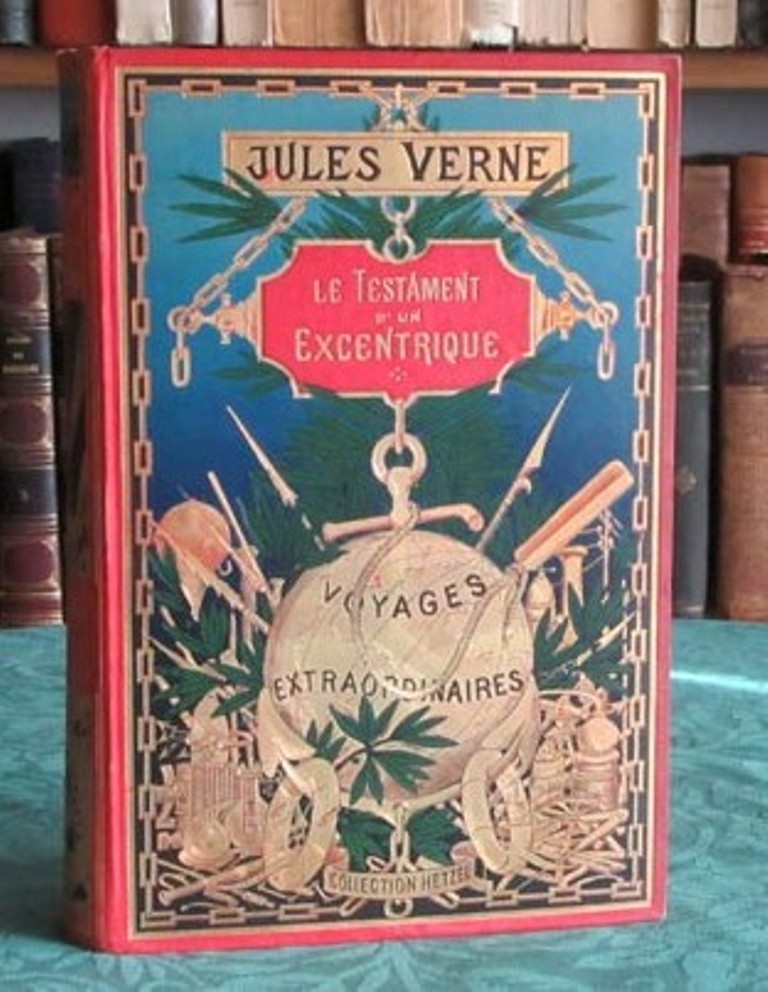 JULES VERNE
LE TESTAMENT
D'UN
EXCENTRIQUE
VOYAGES
EXTRAORDINAIRES
COLLECTION HETZEL